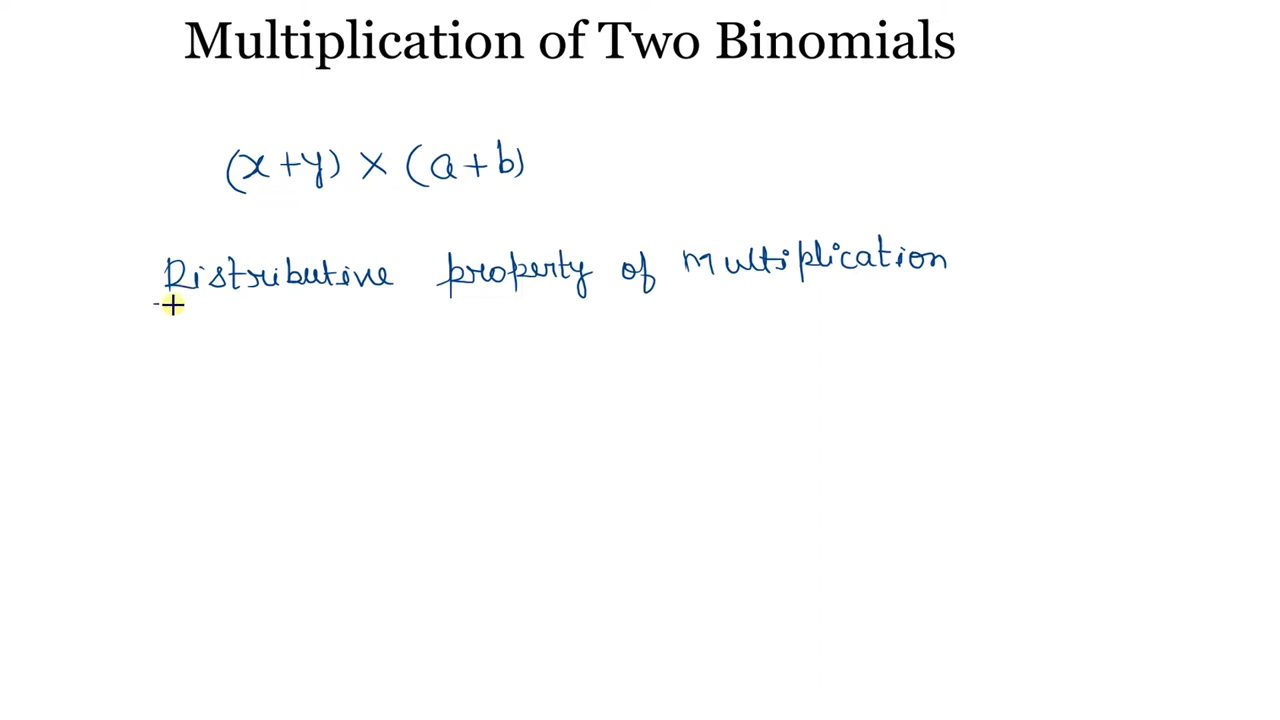 Multiplication of Two Binomials
(x+y) × (a+b)
Distributive property of Multiplication